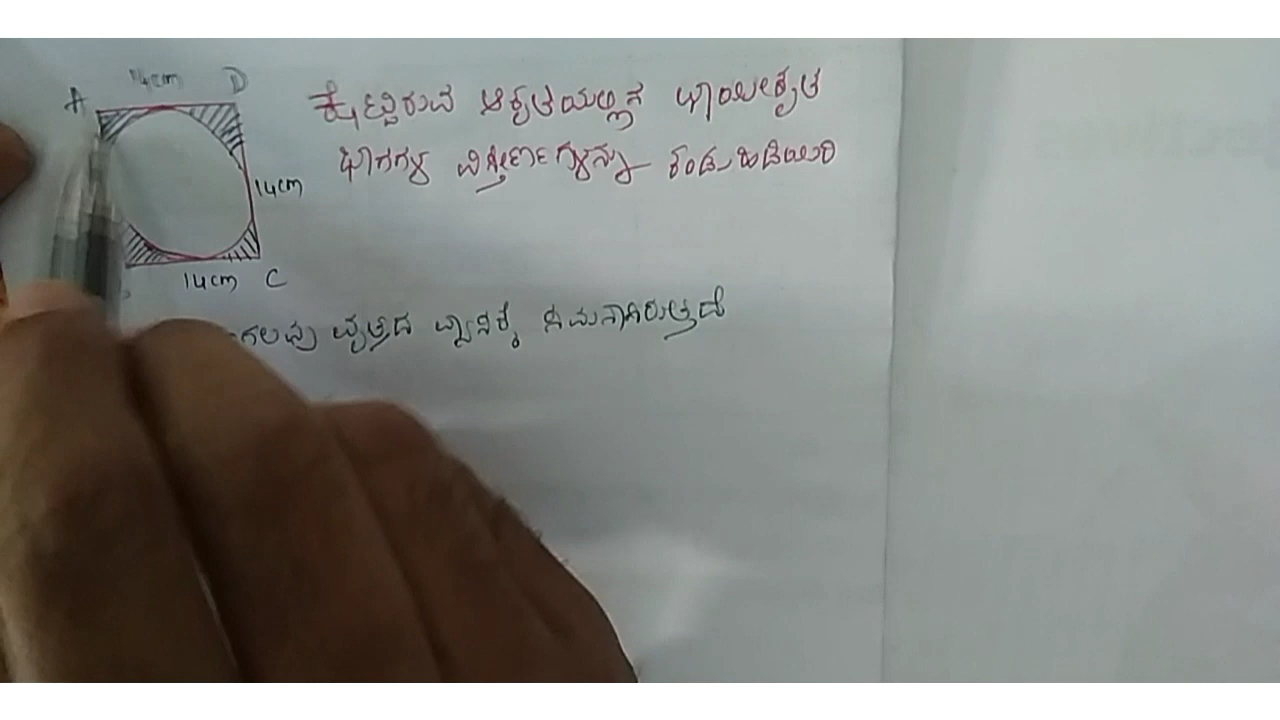 14cm
A D
ಕೈಬಿಟ್ಟಿರುವ ಆಕೃತಿಯಲ್ಲಿನ ಛಾಯೀಕೃತ
14cm
ಭಾಗಗಳ ವಿಸ್ತೀರ್ಣಗಳನ್ನು ಕಂಡುಹಿಡಿಯಿರಿ
14cm C
ವೃತ್ತದ ವ್ಯಾಸಕ್ಕೆ ಸಮನಾಗಿರುತ್ತದೆ